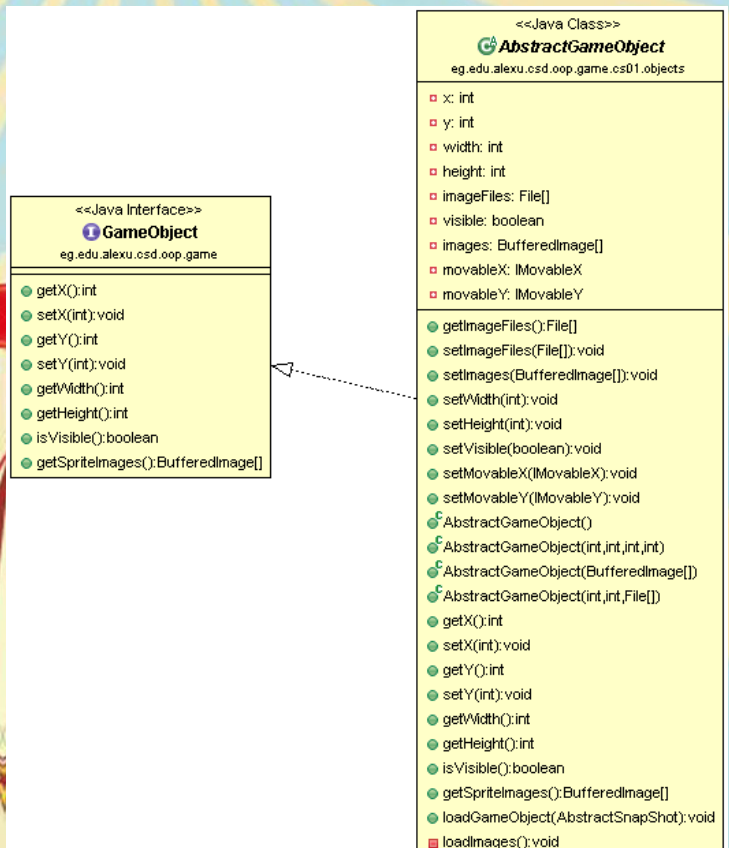 <<Java Interface>>
GameObject
eg.edu.alexu.csd.oop.game
getX():int
setX(int):void
getY():int
setY(int):void
getWidth():int
getHeight():int
isVisible():boolean
getSpriteImages():BufferedImage[]
<<Java Class>>
AbstractGameObject
eg.edu.alexu.csd.oop.game.cs01.objects
x: int
y: int
width: int
height: int
imageFiles: File[]
visible: boolean
images: BufferedImage[]
movableX: IMovableX
movableY: IMovableY
getImageFiles():File[]
setImageFiles(File[]):void
setImages(BufferedImage[]):void
setWidth(int):void
setHeight(int):void
setVisible(boolean):void
setMovableX(IMovableX):void
setMovableY(IMovableY):void
AbstractGameObject()
AbstractGameObject(int,int,int,int)
AbstractGameObject(BufferedImage[])
AbstractGameObject(int,int,File[])
getX():int
setX(int):void
getY():int
setY(int):void
getWidth():int
getHeight():int
isVisible():boolean
getSpriteImages():BufferedImage[]
loadGameObject(AbstractSnapShot):void
loadImages():void